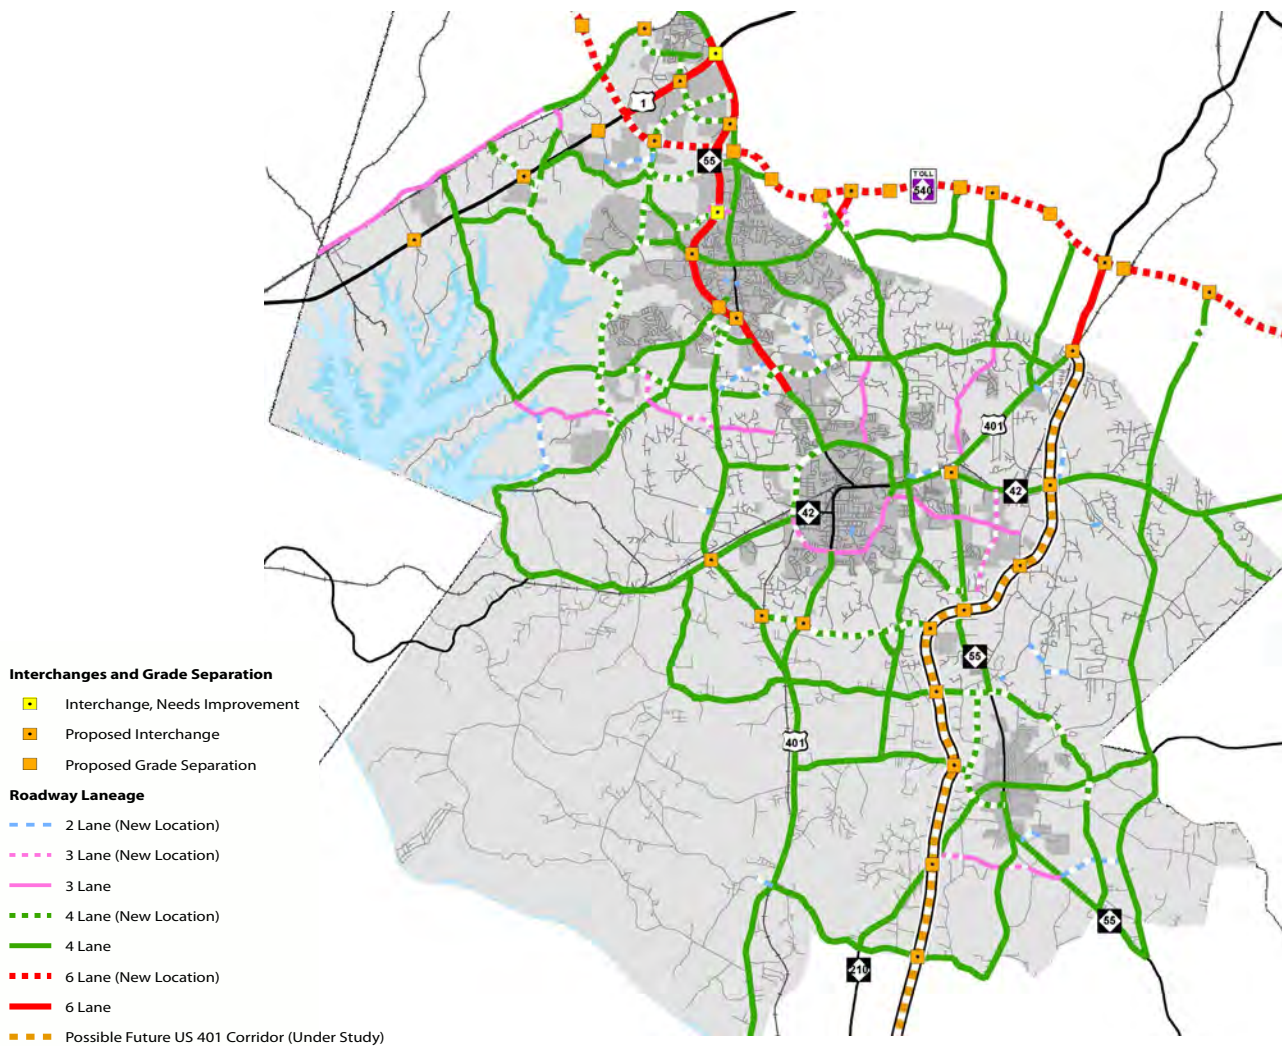 1
55
TOLL
540
401
42
42
55
401
55
210
Interchanges and Grade Separation
Interchange, Needs Improvement
Proposed Interchange
Proposed Grade Separation
Roadway Laneage
2 Lane (New Location)
3 Lane (New Location)
3 Lane
4 Lane (New Location)
4 Lane
6 Lane (New Location)
6 Lane
Possible Future US 401 Corridor (Under Study)